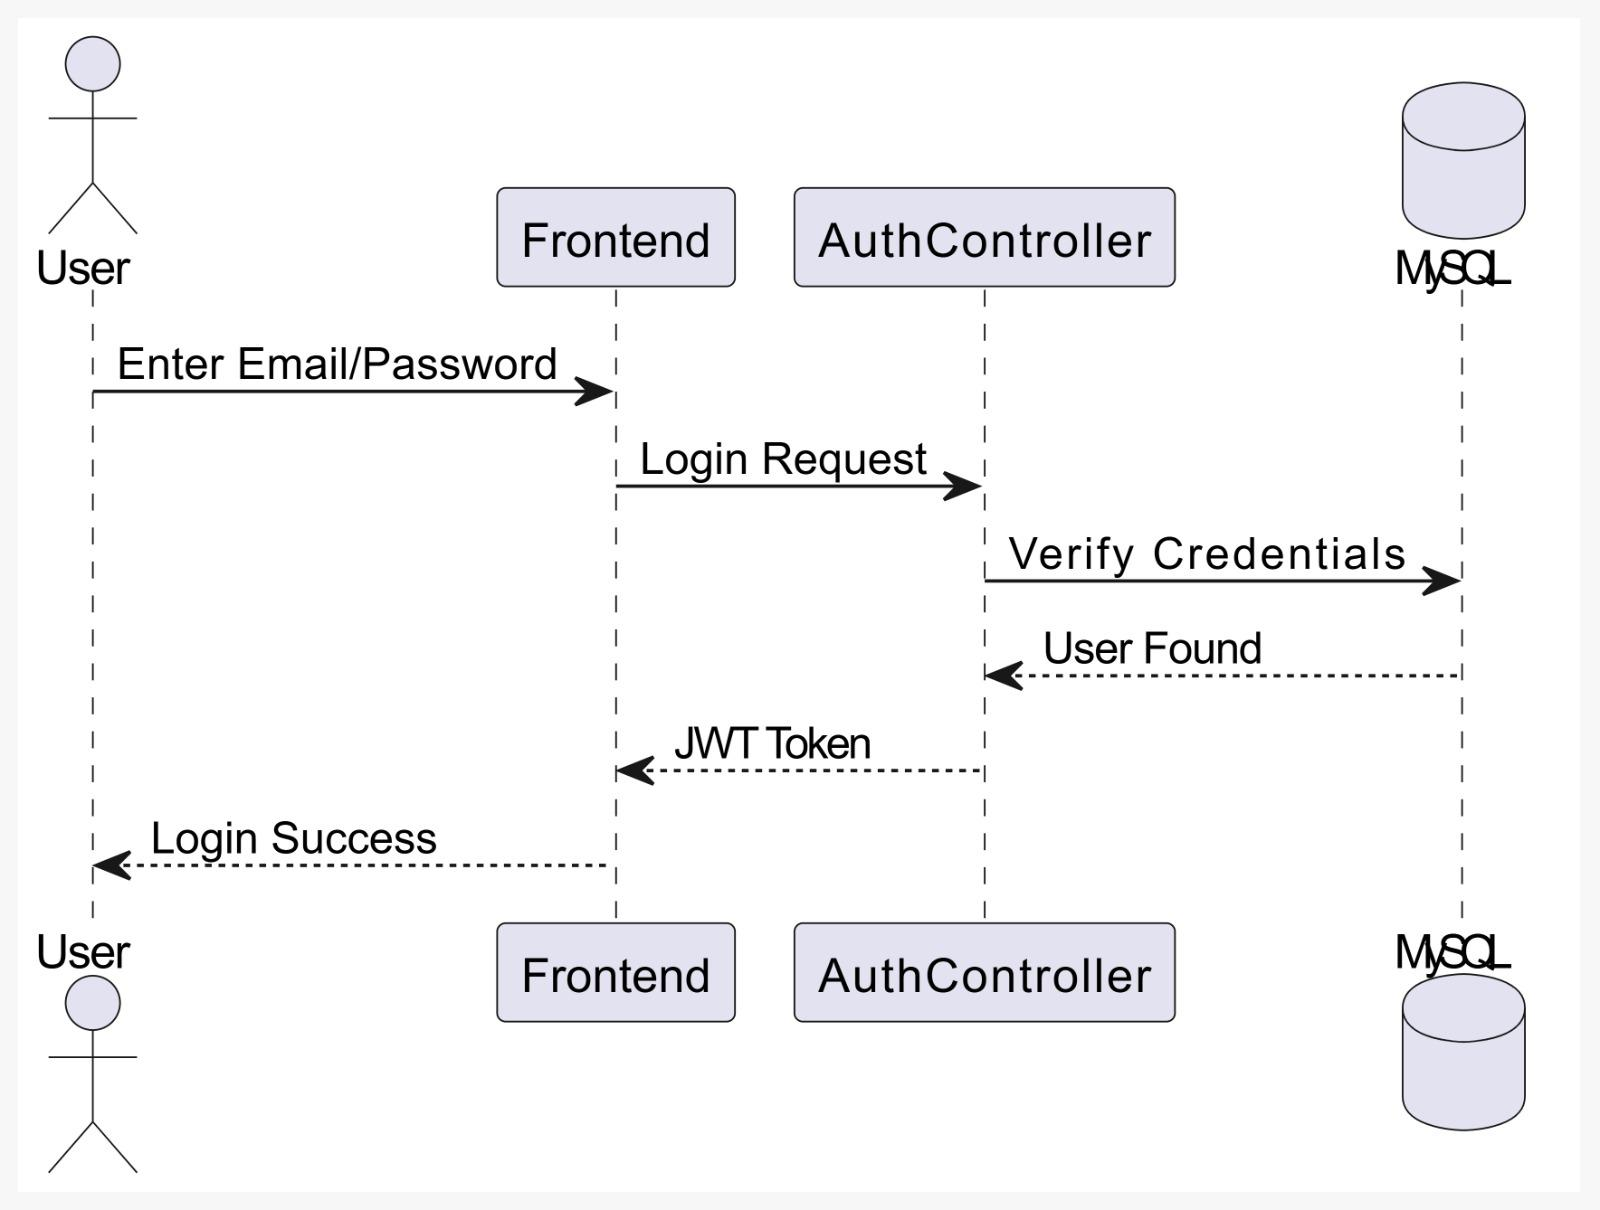 User
Frontend
AuthController
MySQL
Enter Email/Password
Login Request
Verify Credentials
User Found
JWT Token
Login Success
User
Frontend
AuthController
MySQL